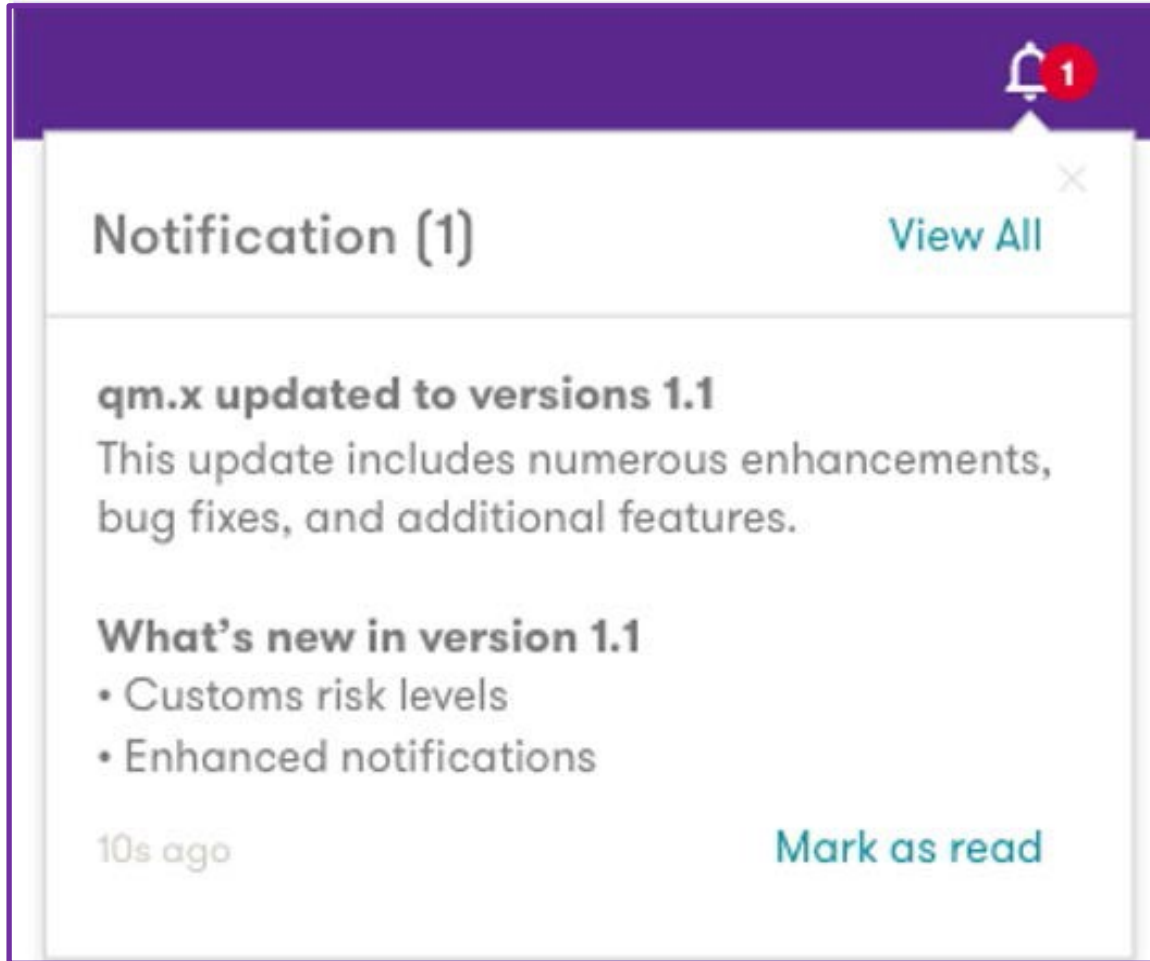 1
Notification (1)
View All
qm.x updated to versions 1.1
This update includes numerous enhancements,
bug fixes, and additional features.
What’s new in version 1.1
• Customs risk levels
• Enhanced notifications
10s ago
Mark as read